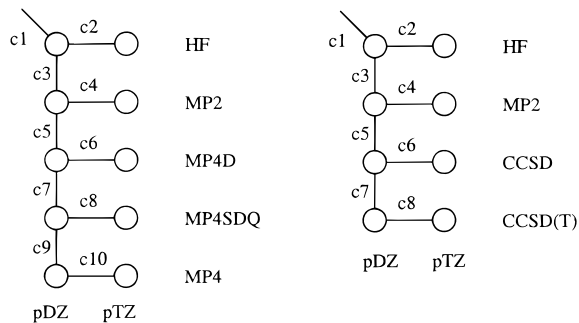 c1 c2 HF
c3
c4 MP2
c5
c6 MP4D
c7
c8 MP4SDQ
c9
c10 MP4
pDZ pTZ
c1 c2 HF
c3
c4 MP2
c5
c6 CCSD
c7
c8 CCSD(T)
pDZ pTZ